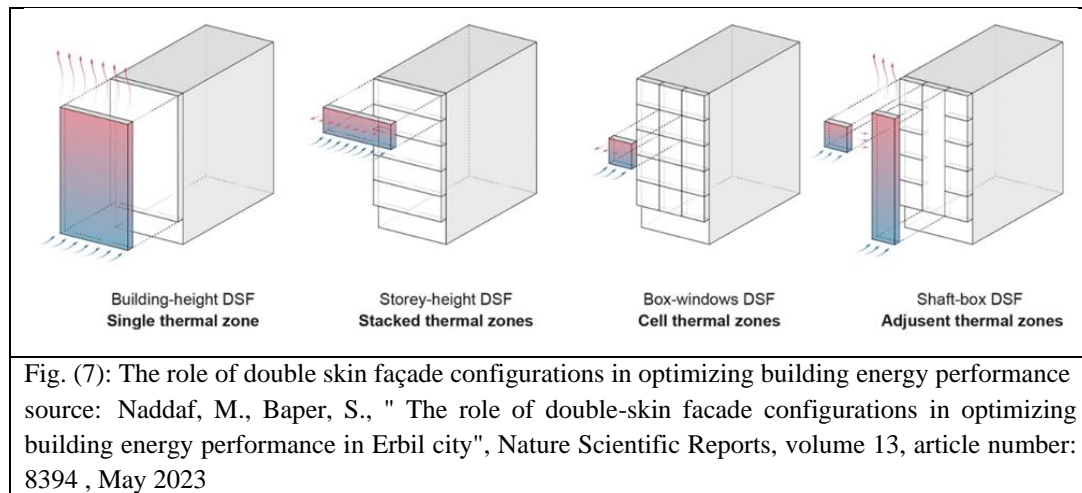 Building-height DSF
Single thermal zone
Storey-height DSF
Stacked thermal zones
Box-windows DSF
Cell thermal zones
Shaft-box DSF
Adjusent thermal zones
Fig. (7): The role of double skin façade configurations in optimizing building energy performance
source: Naddaf, M., Baper, S., " The role of double-skin facade configurations in optimizing
building energy performance in Erbil city", Nature Scientific Reports, volume 13, article number:
8394 , May 2023